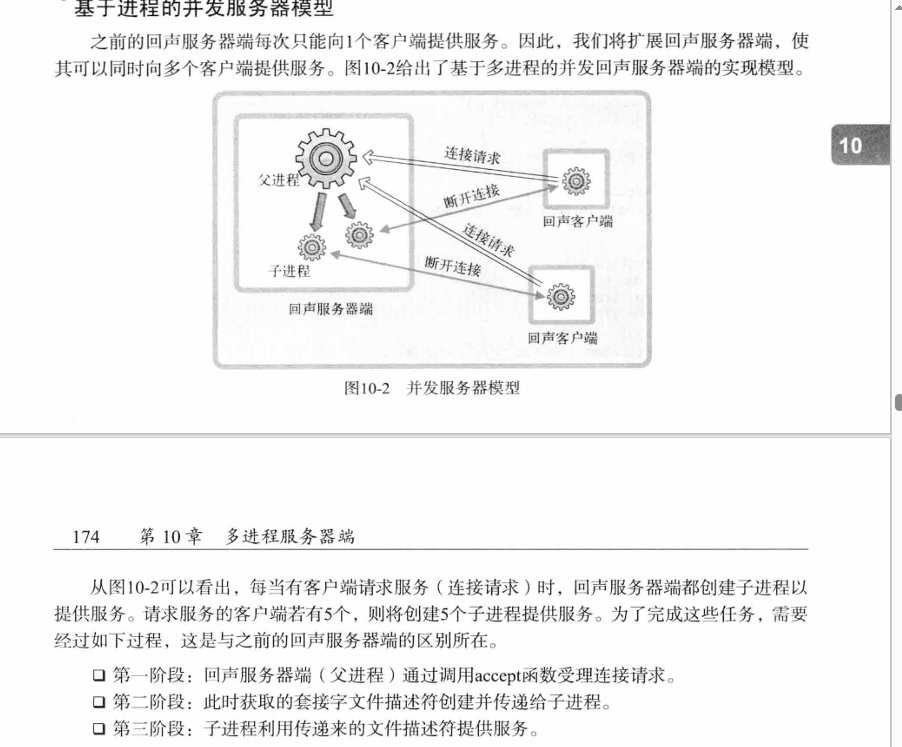 基于进程的并发服务器模型
之前的回声服务器端每次只能向1个客户端提供服务。因此，我们将扩展回声服务器端，使
其可以同时向多个客户端提供服务。图10-2给出了基于多进程的并发回声服务器端的实现模型。
10
连接请求
父进程
断开连接
回声客户端
连接请求
断开连接
子进程
回声服务器端
回声客户端
图10-2 并发服务器模型
174 第 10 章 多进程服务器端
从图10-2可以看出，每当有客户端请求服务（连接请求）时，回声服务器端都创建子进程以
提供服务。请求服务的客户端若有5个，则将创建5个子进程提供服务。为了完成这些任务，需要
经过如下过程，这是与之前的回声服务器端的区别所在。
❑ 第一阶段：回声服务器端（父进程）通过调用accept函数受理连接请求。
❑ 第二阶段：此时获取的套接字文件描述符创建并传递给子进程。
❑ 第三阶段：子进程利用传递来的文件描述符提供服务。